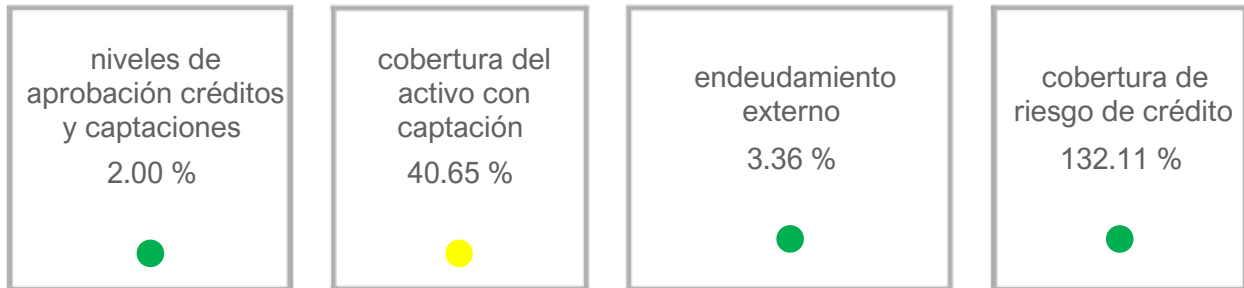 niveles de
aprobación créditos
y captaciones
2.00 %
cobertura del
activo con
captación
40.65 %
endeudamiento
externo
3.36 %
cobertura de
riesgo de crédito
132.11 %